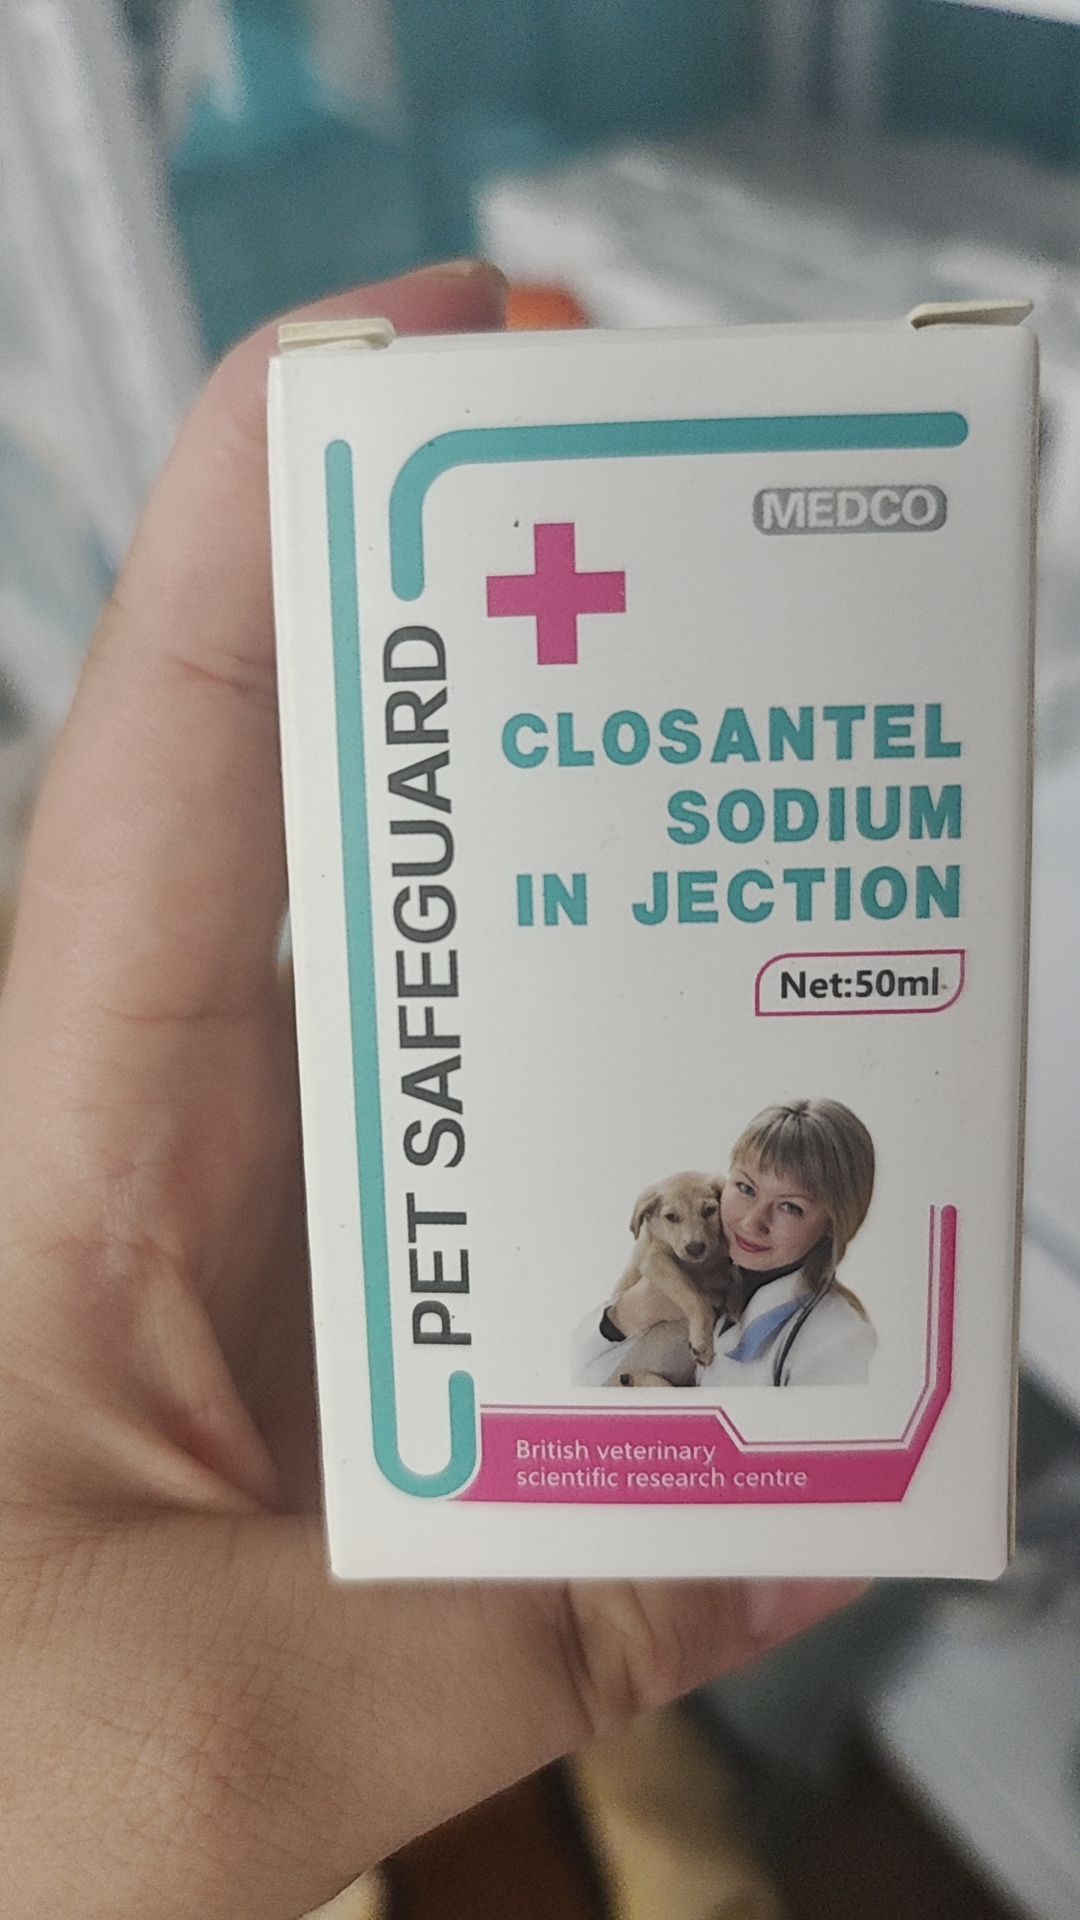 MEDCO
PET SAFEGUARD
CLOSANTEL
SODIUM
IN JECTION
Net:50ml
British veterinary
scientific research centre